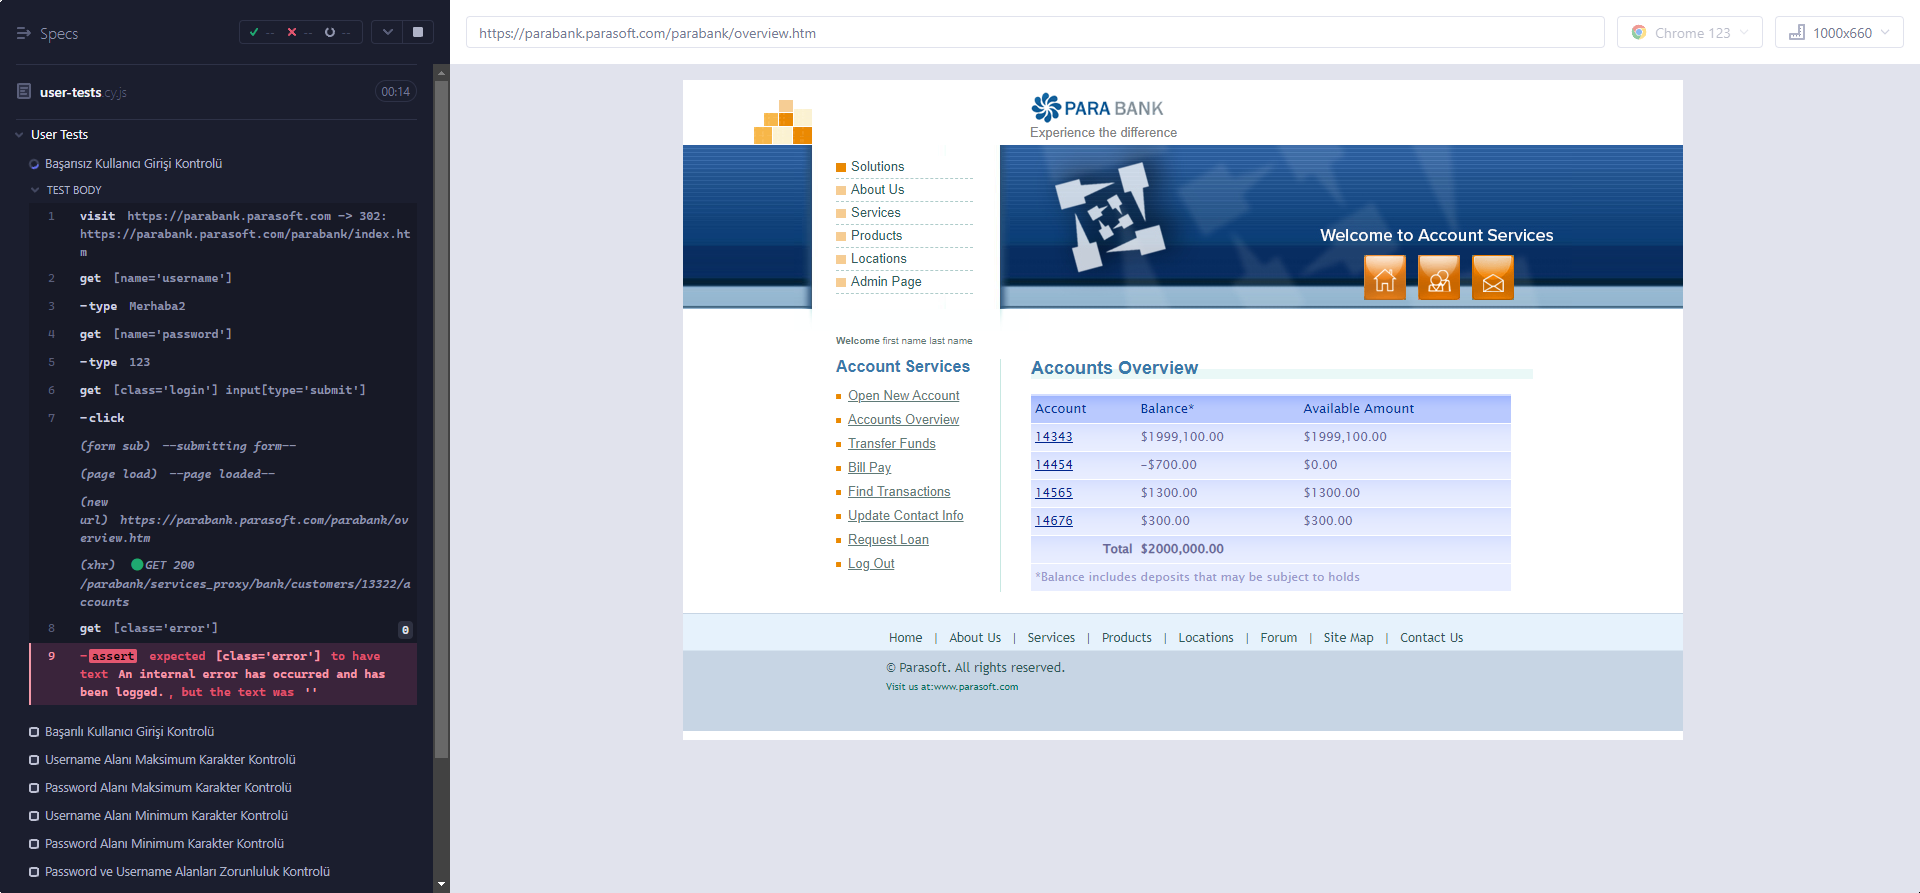 Specs
-- -- --
user-tests.cy.js 00:14
User Tests
Başarısız Kullanıcı Girişi Kontrolü
TEST BODY
1 visit https://parabank.parasoft.com -> 302:
https://parabank.parasoft.com/parabank/index.ht
m
2 get [name='username']
3 -type Merhaba2
4 get [name='password']
5 -type 123
6 get [class='login'] input[type='submit']
7 -click
(form sub) --submitting form--
(page load) --page loaded--
(new
url) https://parabank.parasoft.com/parabank/ov
erview.htm
(xhr) GET 200
/parabank/services_proxy/bank/customers/13322/a
ccounts
8 get [class='error'] 0
9 -assert expected [class='error'] to have
text An internal error has occurred and has
been logged. , but the text was ''
Başarılı Kullanıcı Girişi Kontrolü
Username Alanı Maksimum Karakter Kontrolü
Password Alanı Maksimum Karakter Kontrolü
Username Alanı Minimum Karakter Kontrolü
Password Alanı Minimum Karakter Kontrolü
Password ve Username Alanları Zorunluluk Kontrolü
https://parabank.parasoft.com/parabank/overview.htm
Chrome 123
1000x660
PARA BANK
Experience the difference
Solutions
About Us
Services
Products
Locations
Admin Page
Welcome to Account Services
Welcome first name last name
Account Services
Open New Account
Accounts Overview
Transfer Funds
Bill Pay
Find Transactions
Update Contact Info
Request Loan
Log Out
Accounts Overview
Account Balance* Available Amount
14343 $1999,100.00 $1999,100.00
14454 -$700.00 $0.00
14565 $1300.00 $1300.00
14676 $300.00 $300.00
Total $2000,000.00
*Balance includes deposits that may be subject to holds
Home | About Us | Services | Products | Locations | Forum | Site Map | Contact Us
© Parasoft. All rights reserved.
Visit us at:www.parasoft.com